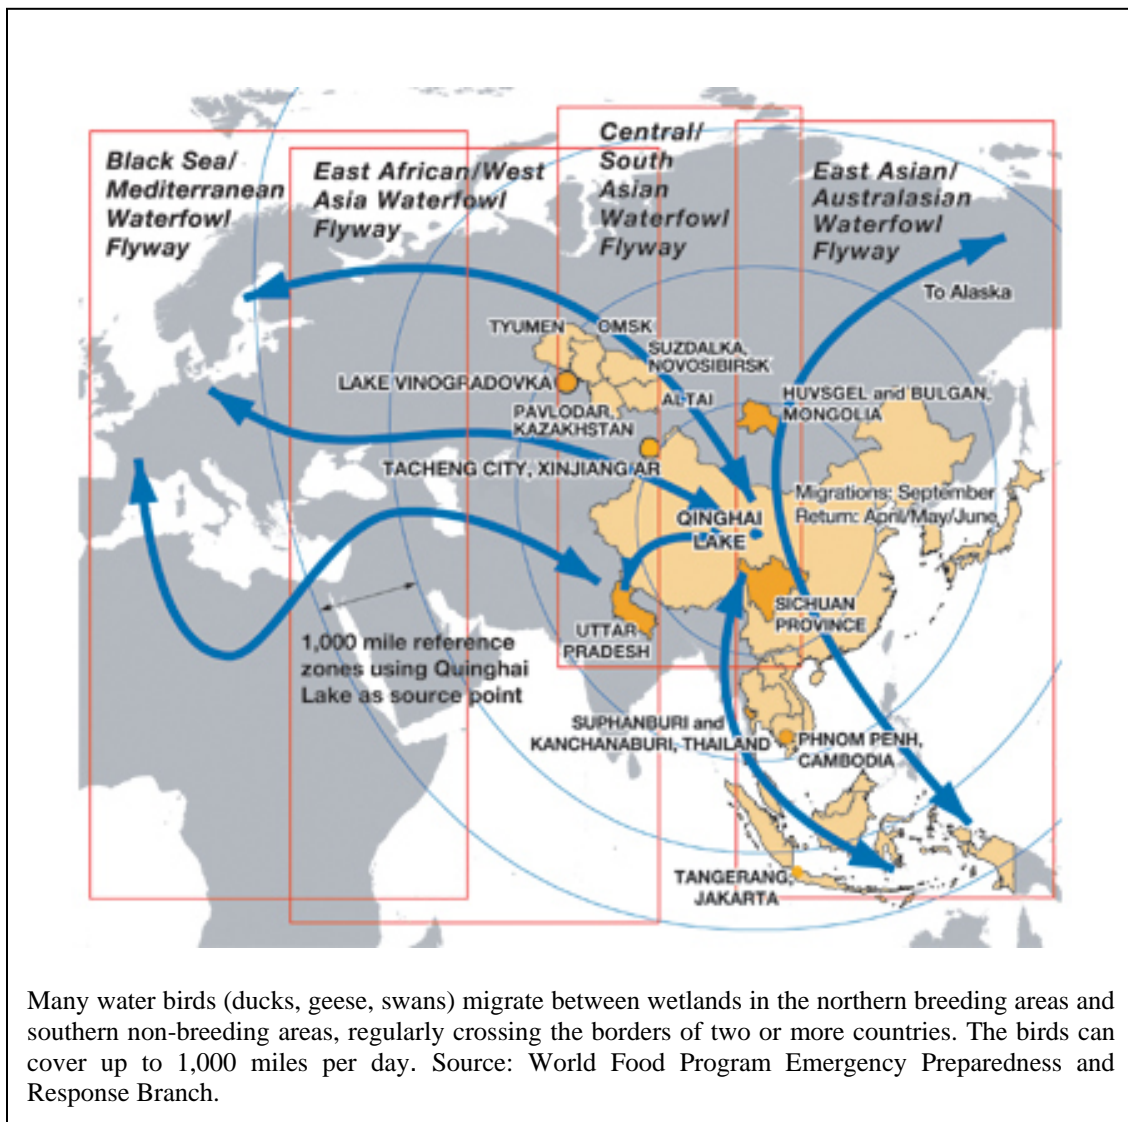 Black Sea/
Mediterranean
Waterfowl
Flyway
East African/West
Asia Waterfowl
Flyway
Central/
South
Asian
Waterfowl
Flyway
East Asian/
Australasian
Waterfowl
Flyway
To Alaska
TYUMEN
OMSK
SUZDALKA,
NOVOSIBIRSK
LAKE VINOGRADOVKA
ALTAI
HUVSGEL and BULGAN,
MONGOLIA
PAVLODAR,
KAZAKHSTAN
TACHENG CITY, XINJIANG AR
Migrations: September
Return: April/May/June
QINGHAI
LAKE
SICHUAN
PROVINCE
UTTAR
PRADESH
1,000 mile reference
zones using Quinghai
Lake as source point
SUPHANBURI and
KANCHANABURI, THAILAND
PHNOM PENH,
CAMBODIA
TANGERANG,
JAKARTA
Many water birds (ducks, geese, swans) migrate between wetlands in the northern breeding areas and
southern non-breeding areas, regularly crossing the borders of two or more countries. The birds can
cover up to 1,000 miles per day. Source: World Food Program Emergency Preparedness and
Response Branch.